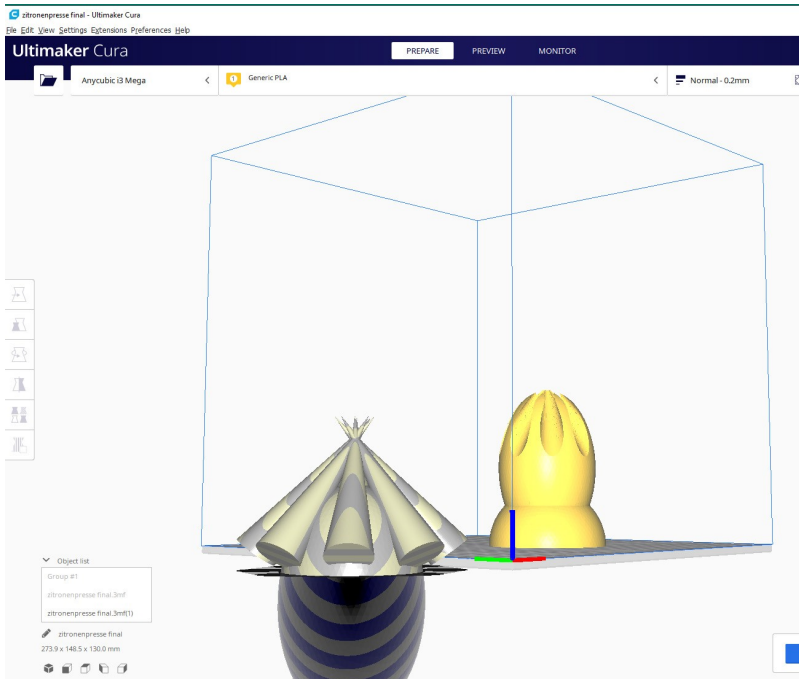 zitronenpresse final - Ultimaker Cura
File Edit View Settings Extensions Preferences Help
Ultimaker Cura PREPARE PREVIEW MONITOR
Anycubic i3 Mega 1 Generic PLA Normal - 0.2mm
Object list
Group #1
zitronenpresse final.3mf
zitronenpresse final.3mf(1)
zitronenpresse final
273.9 x 148.5 x 130.0 mm